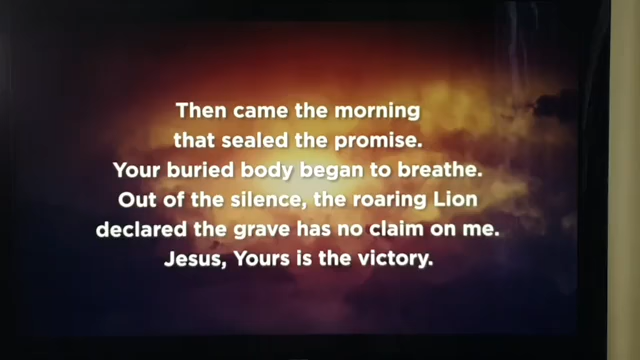 Then came the morning
that sealed the promise.
Your buried body began to breathe.
Out of the silence, the roaring Lion
declared the grave has no claim on me.
Jesus, Yours is the victory.